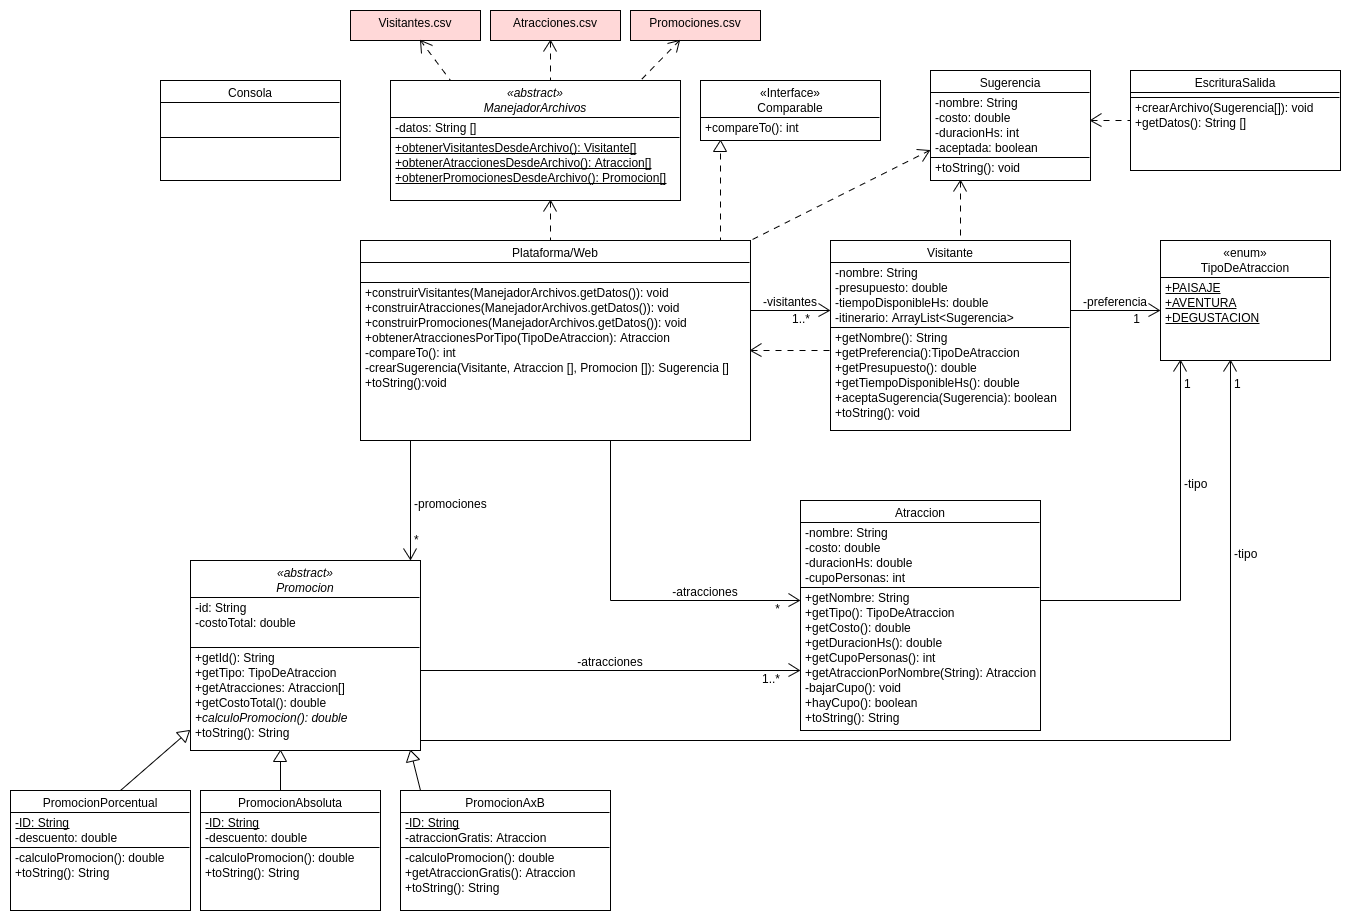 Visitantes.csv
Atracciones.csv
Promociones.csv
Consola
«abstract»
ManejadorArchivos
-datos: String []
+obtenerVisitantesDesdeArchivo(): Visitante[]
+obtenerAtraccionesDesdeArchivo(): Atraccion[]
+obtenerPromocionesDesdeArchivo(): Promocion[]
«Interface»
Comparable
+compareTo(): int
Sugerencia
-nombre: String
-costo: double
-duracionHs: int
-aceptada: boolean
+toString(): void
EscrituraSalida
+crearArchivo(Sugerencia[]): void
+getDatos(): String []
Plataforma/Web
+construirVisitantes(ManejadorArchivos.getDatos()): void
+construirAtracciones(ManejadorArchivos.getDatos()): void
+construirPromociones(ManejadorArchivos.getDatos()): void
+obtenerAtraccionesPorTipo(TipoDeAtraccion): Atraccion
-compareTo(): int
-crearSugerencia(Visitante, Atraccion [], Promocion []): Sugerencia []
+toString():void
-visitantes
1..*
Visitante
-nombre: String
-presupuesto: double
-tiempoDisponibleHs: double
-itinerario: ArrayList<Sugerencia>
+getNombre(): String
+getPreferencia():TipoDeAtraccion
+getPresupuesto(): double
+getTiempoDisponibleHs(): double
+aceptaSugerencia(Sugerencia): boolean
+toString(): void
-preferencia
1
«enum»
TipoDeAtraccion
+PAISAJE
+AVENTURA
+DEGUSTACION
1
1
-tipo
-tipo
-promociones
*
-atracciones
*
Atraccion
-nombre: String
-costo: double
-duracionHs: double
-cupoPersonas: int
+getNombre: String
+getTipo(): TipoDeAtraccion
+getCosto(): double
+getDuracionHs(): double
+getCupoPersonas(): int
+getAtraccionPorNombre(String): Atraccion
-bajarCupo(): void
+hayCupo(): boolean
+toString(): String
«abstract»
Promocion
-id: String
-costoTotal: double
+getId(): String
+getTipo: TipoDeAtraccion
+getAtracciones: Atraccion[]
+getCostoTotal(): double
+calculoPromocion(): double
+toString(): String
-atracciones
1..*
PromocionPorcentual
-ID: String
-descuento: double
-calculoPromocion(): double
+toString(): String
PromocionAbsoluta
-ID: String
-descuento: double
-calculoPromocion(): double
+toString(): String
PromocionAxB
-ID: String
-atraccionGratis: Atraccion
-calculoPromocion(): double
+getAtraccionGratis(): Atraccion
+toString(): String